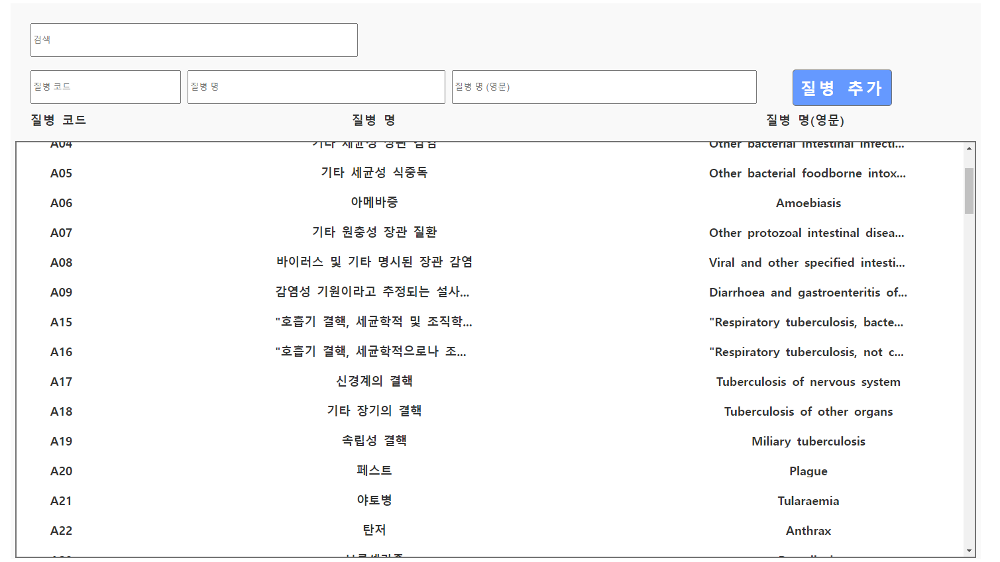 검색
질병 코드 질병 명 질병 명 (영문) 질병 추가
질병 코드 질병 명 질병 명(영문)
A04 기타 세균성 장관 감염 Other bacterial intestinal infecti...
A05 기타 세균성 식중독 Other bacterial foodborne intox...
A06 아메바증 Amoebiasis
A07 기타 원충성 장관 질환 Other protozoal intestinal disea...
A08 바이러스 및 기타 명시된 장관 감염 Viral and other specified intesti...
A09 감염성 기원이라고 추정되는 설사... Diarrhoea and gastroenteritis of...
A15 "호흡기 결핵, 세균학적 및 조직학... "Respiratory tuberculosis, bacte...
A16 "호흡기 결핵, 세균학적으로나 조... "Respiratory tuberculosis, not c...
A17 신경계의 결핵 Tuberculosis of nervous system
A18 기타 장기의 결핵 Tuberculosis of other organs
A19 속립성 결핵 Miliary tuberculosis
A20 페스트 Plague
A21 야토병 Tularaemia
A22 탄저 Anthrax